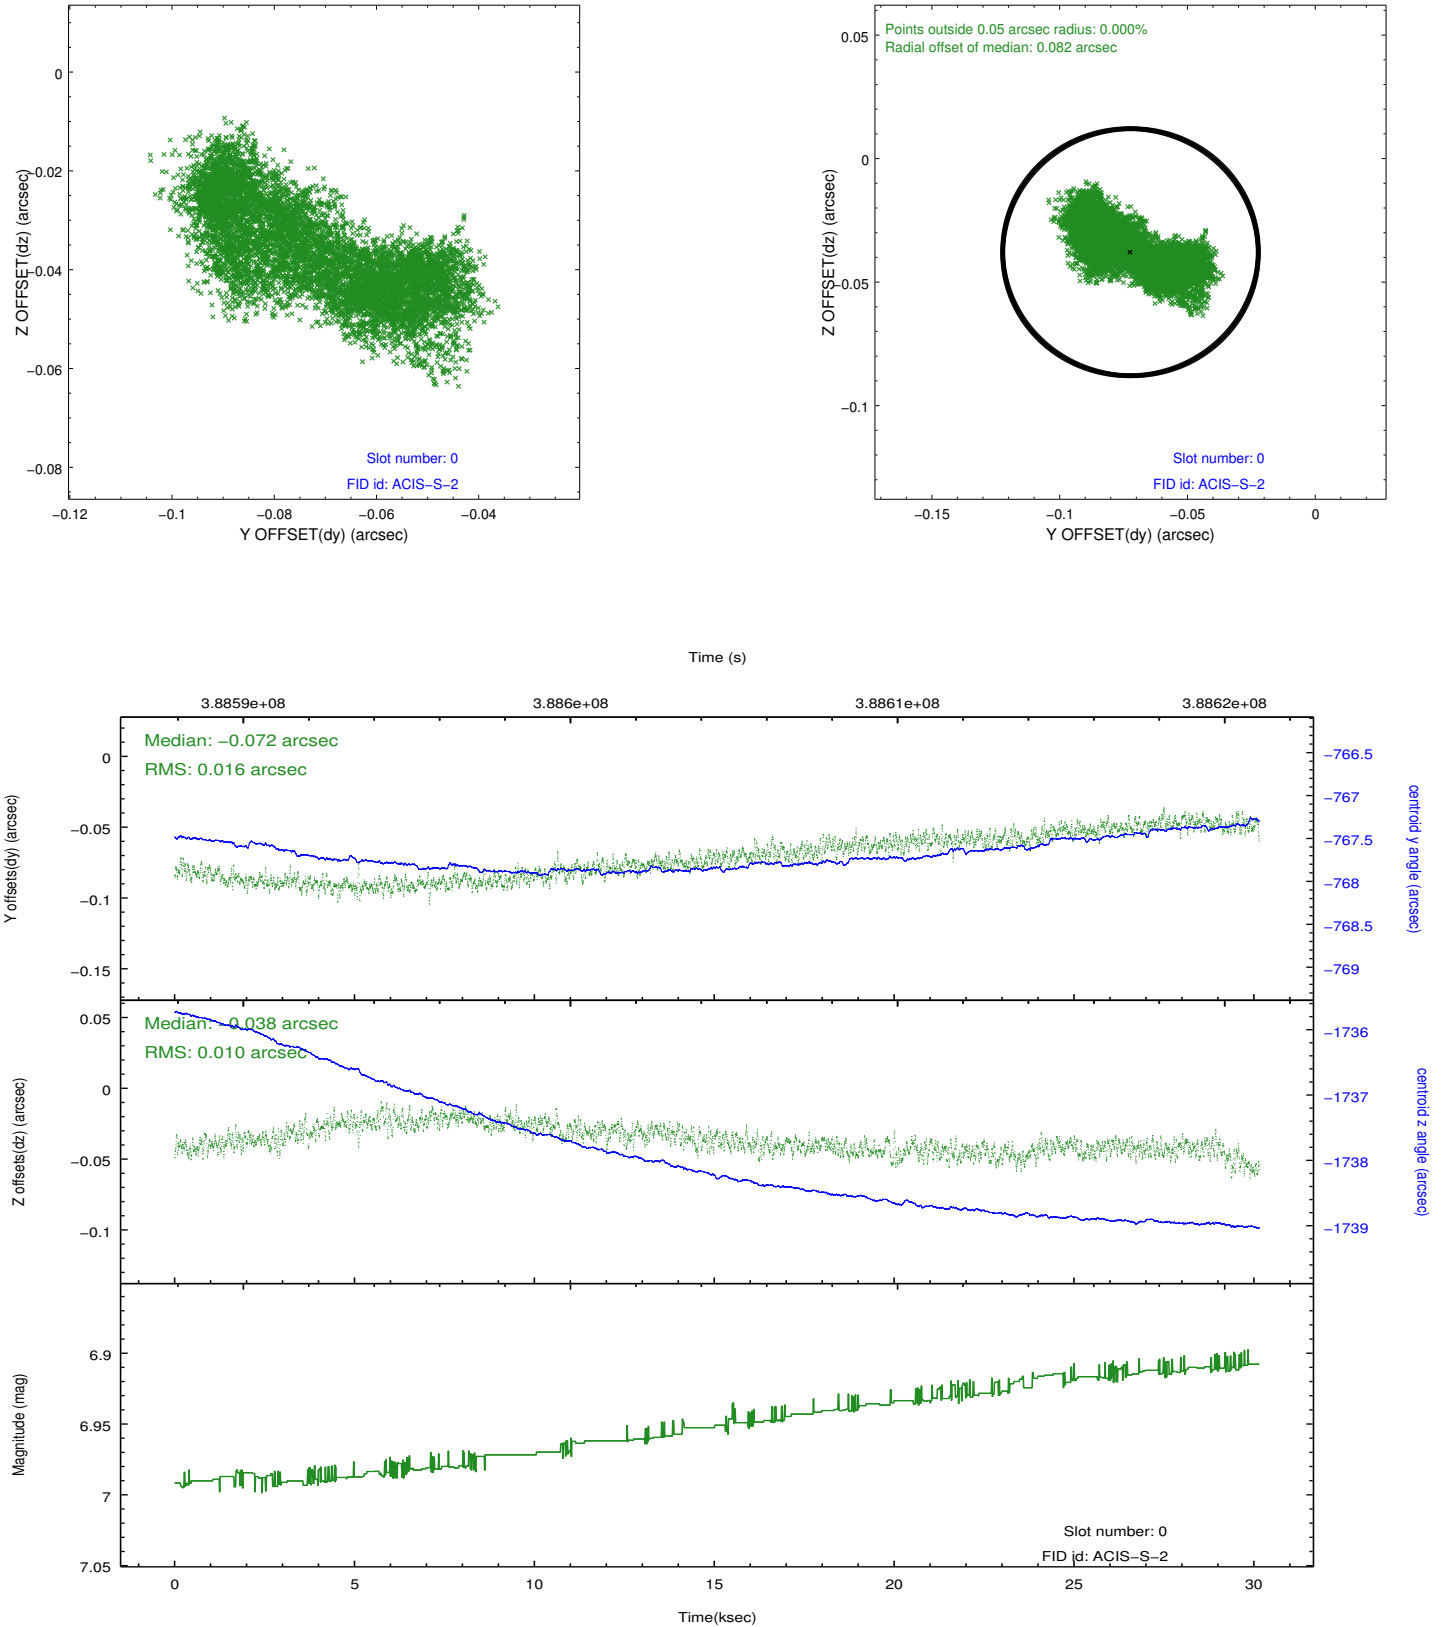 0
−0.02
−0.04
−0.06
−0.08
Z OFFSET(dz) (arcsec)
Slot number: 0
FID id: ACIS−S−2
−0.12
−0.1
−0.08
−0.06
−0.04
Y OFFSET(dy) (arcsec)
Points outside 0.05 arcsec radius: 0.000%
Radial offset of median: 0.082 arcsec
0.05
0
−0.05
−0.1
Z OFFSET(dz) (arcsec)
Slot number: 0
FID id: ACIS−S−2
−0.15
−0.1
−0.05
0
Y OFFSET(dy) (arcsec)
Time (s)
3.8859e+08
3.886e+08
3.8861e+08
3.8862e+08
Median: −0.072 arcsec
RMS: 0.016 arcsec
0
−0.05
−0.1
−0.15
Y offsets(dy) (arcsec)
−766.5
−767
−767.5
−768
−768.5
−769
centroid y angle (arcsec)
Median: −0.038 arcsec
RMS: 0.010 arcsec
0.05
0
−0.05
−0.1
Z offsets(dz) (arcsec)
−1736
−1737
−1738
−1739
centroid z angle (arcsec)
6.9
6.95
7
7.05
Magnitude (mag)
Slot number: 0
FID id: ACIS−S−2
0
5
10
15
20
25
30
Time(ksec)